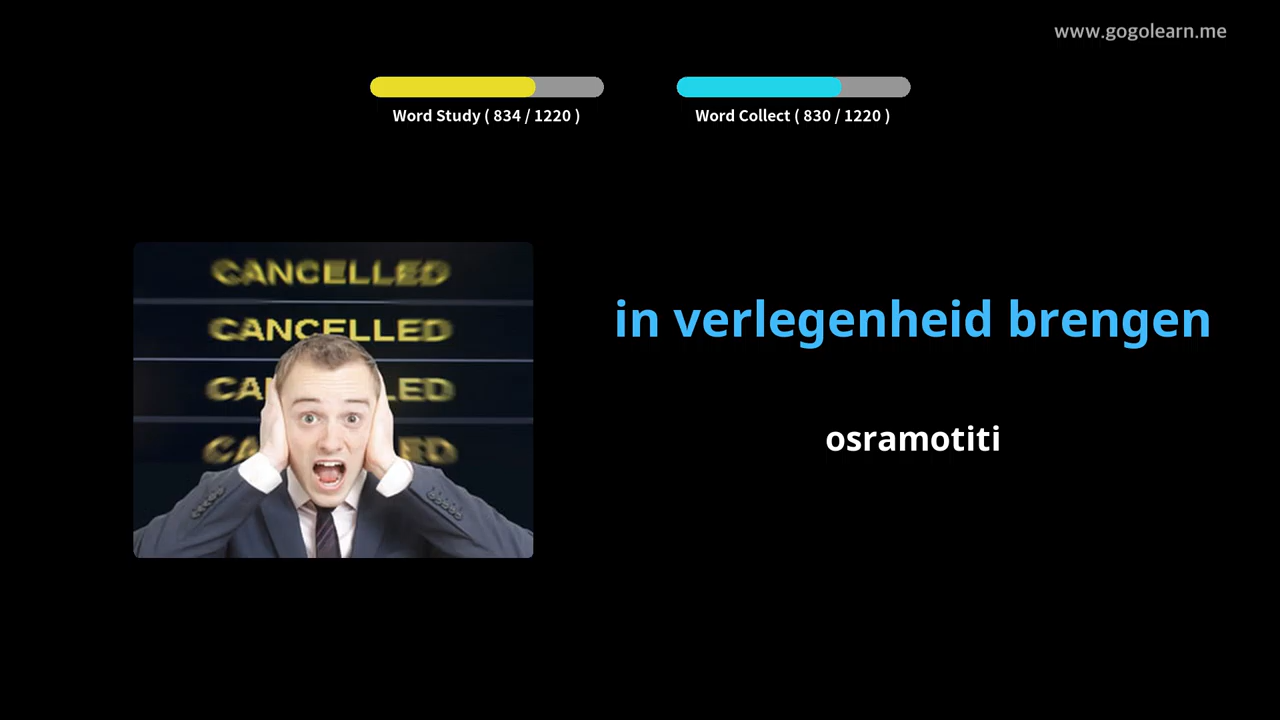 www.gogolearn.me
Word Study ( 834 / 1220 )
Word Collect ( 830 / 1220 )
CANCELLED
CANCELLED
in verlegenheid brengen
osramotiti